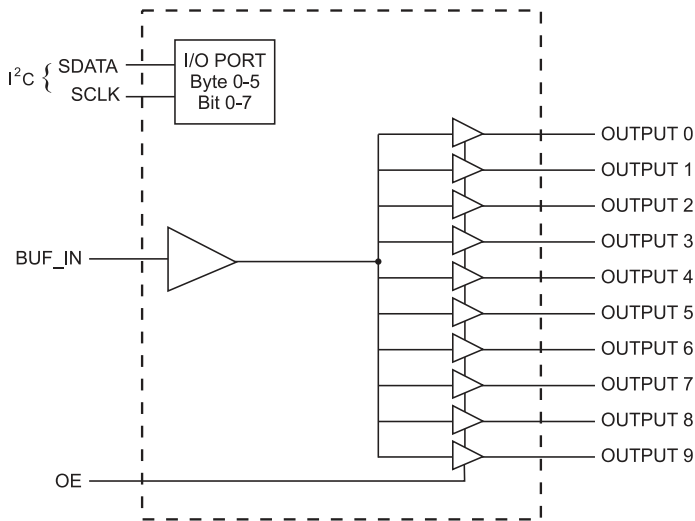 I²C { SDATA
SCLK
I/O PORT
Byte 0-5
Bit 0-7
OUTPUT 0
OUTPUT 1
OUTPUT 2
OUTPUT 3
BUF_IN
OUTPUT 4
OUTPUT 5
OUTPUT 6
OUTPUT 7
OUTPUT 8
OUTPUT 9
OE